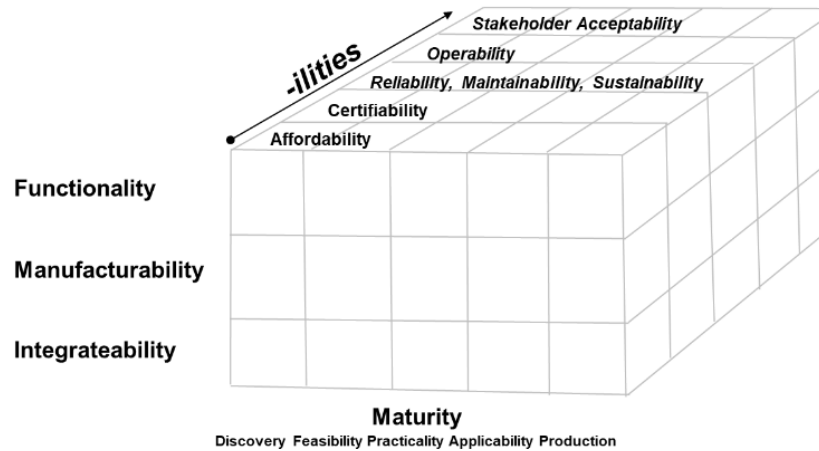 -ilities
Stakeholder Acceptability
Operability
Reliability, Maintainability, Sustainability
Certifiability
Affordability
Functionality
Manufacturability
Integrateability
Maturity
Discovery Feasibility Practicality Applicability Production